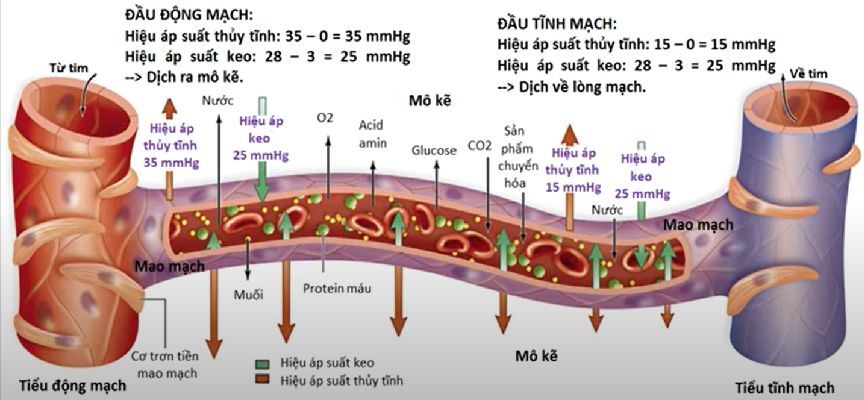 ĐẦU ĐỘNG MẠCH:
Hiệu áp suất thủy tĩnh: 35 – 0 = 35 mmHg
Hiệu áp suất keo: 28 – 3 = 25 mmHg
--> Dịch ra mô kẽ.
ĐẦU TĨNH MẠCH:
Hiệu áp suất thủy tĩnh: 15 – 0 = 15 mmHg
Hiệu áp suất keo: 28 – 3 = 25 mmHg
--> Dịch về lòng mạch.
Từ tim
Về tim
Nước
Mô kẽ
Hiệu áp
thủy tĩnh
35 mmHg
Hiệu áp
keo
25 mmHg
O2
Acid
amin
Glucose
CO2
Sản
phẩm
chuyển
hóa
Hiệu áp
thủy tĩnh
15 mmHg
Hiệu áp
keo
25 mmHg
Nước
Mao mạch
Mao mạch
Muối
Protein máu
Cơ trơn tiền
mao mạch
Mô kẽ
Hiệu áp suất keo
Hiệu áp suất thủy tĩnh
Tiểu động mạch
Tiểu tĩnh mạch